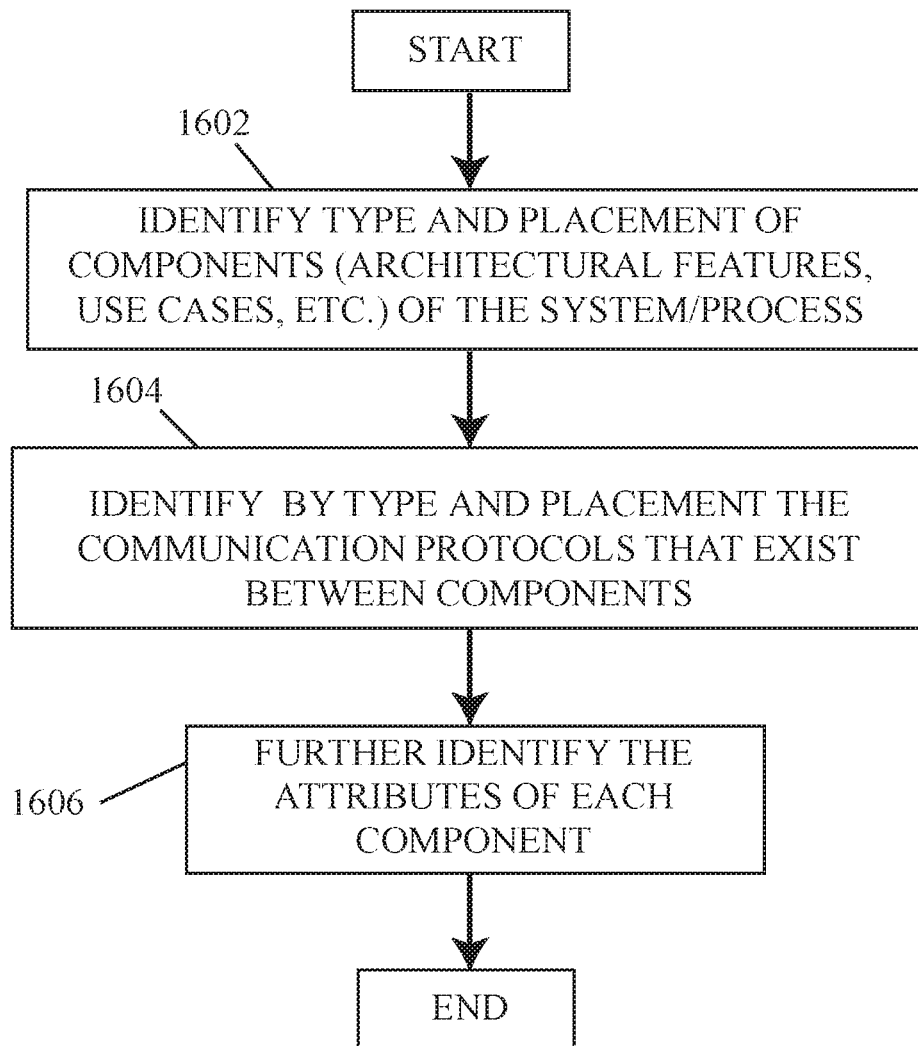 START
1602
IDENTIFY TYPE AND PLACEMENT OF
COMPONENTS (ARCHITECTURAL FEATURES,
USE CASES, ETC.) OF THE SYSTEM/PROCESS
1604
IDENTIFY BY TYPE AND PLACEMENT THE
COMMUNICATION PROTOCOLS THAT EXIST
BETWEEN COMPONENTS
1606
FURTHER IDENTIFY THE
ATTRIBUTES OF EACH
COMPONENT
END